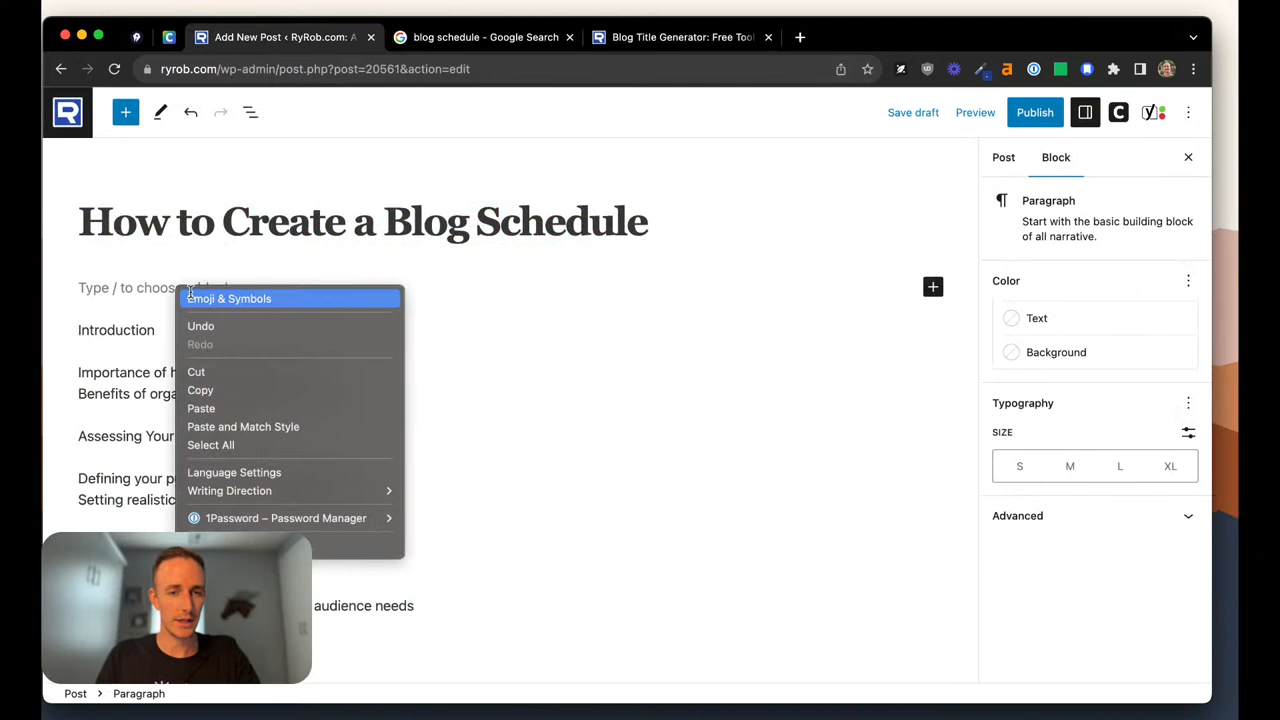 Add New Post ‹ RyRob.com: A
blog schedule - Google Search
Blog Title Generator: Free Tool
ryrob.com/wp-admin/post.php?post=20561&action=edit
Save draft
Preview
Publish
How to Create a Blog Schedule
Type / to choos
Introduction
Importance of h
Benefits of orga
Assessing Your
Defining your p
Setting realistic
audience needs
Emoji & Symbols
Undo
Redo
Cut
Copy
Paste
Paste and Match Style
Select All
Language Settings
Writing Direction
1Password – Password Manager
Post
Block
Paragraph
Start with the basic building block
of all narrative.
Color
Text
Background
Typography
SIZE
S M L XL
Advanced
Post > Paragraph